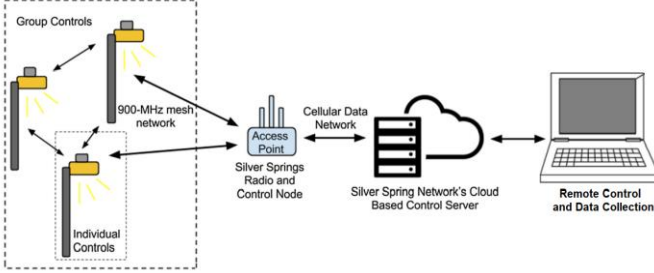 Group Controls
900-MHz mesh
network
Individual
Controls
Access
Point
Silver Springs
Radio and
Control Node
Cellular Data
Network
Silver Spring Network's Cloud
Based Control Server
Remote Control
and Data Collection